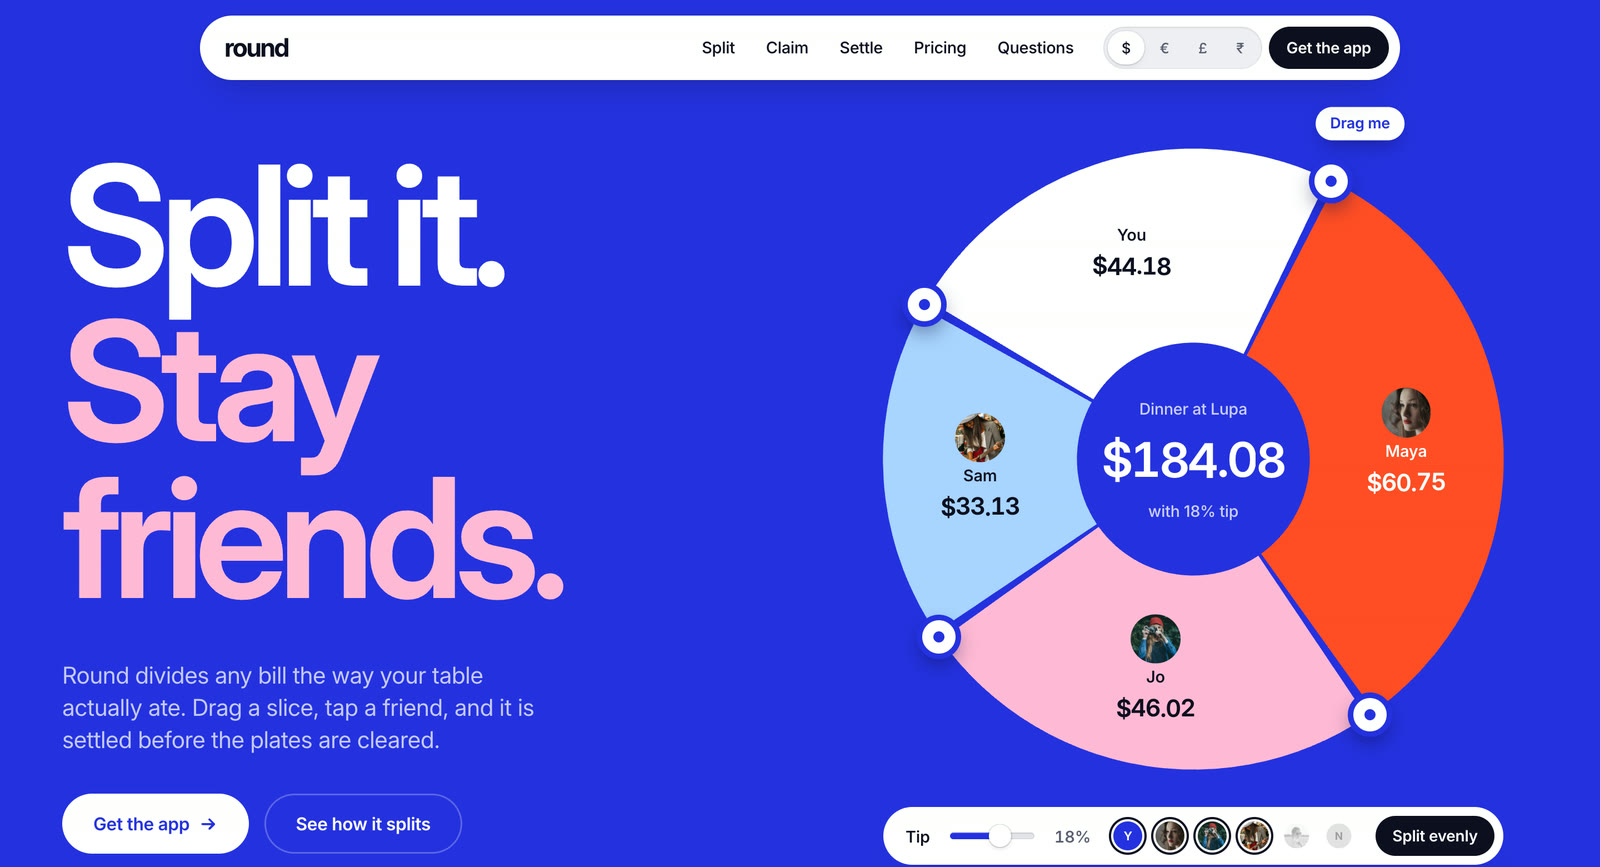 round
Split
Claim
Settle
Pricing
Questions
$
€
£
₹
Get the app
Drag me
Split it.
Stay
friends.
Round divides any bill the way your table
actually ate. Drag a slice, tap a friend, and it is
settled before the plates are cleared.
Get the app →
See how it splits
You
$44.18
Maya
$60.75
Sam
$33.13
Jo
$46.02
Dinner at Lupa
$184.08
with 18% tip
Tip
18%
Y
N
Split evenly